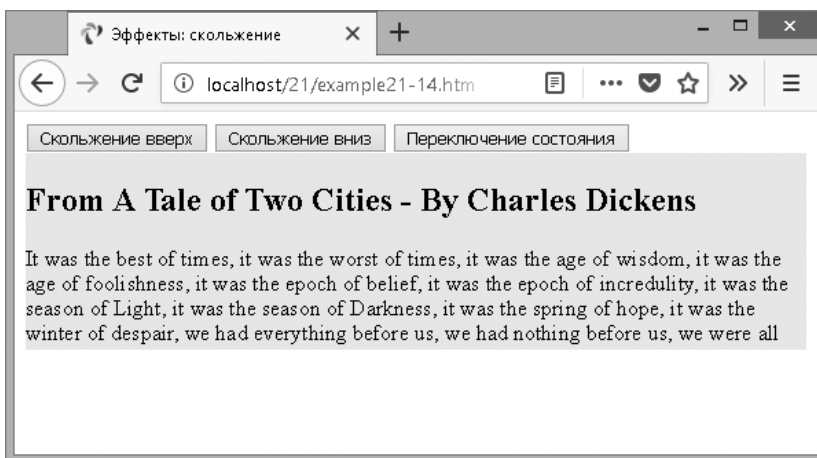 Эффекты: скольжение
localhost/21/example21-14.htm
Скольжение вверх Скольжение вниз Переключение состояния
From A Tale of Two Cities - By Charles Dickens
It was the best of times, it was the worst of times, it was the age of wisdom, it was the
age of foolishness, it was the epoch of belief, it was the epoch of incredulity, it was the
season of Light, it was the season of Darkness, it was the spring of hope, it was the
winter of despair, we had everything before us, we had nothing before us, we were all